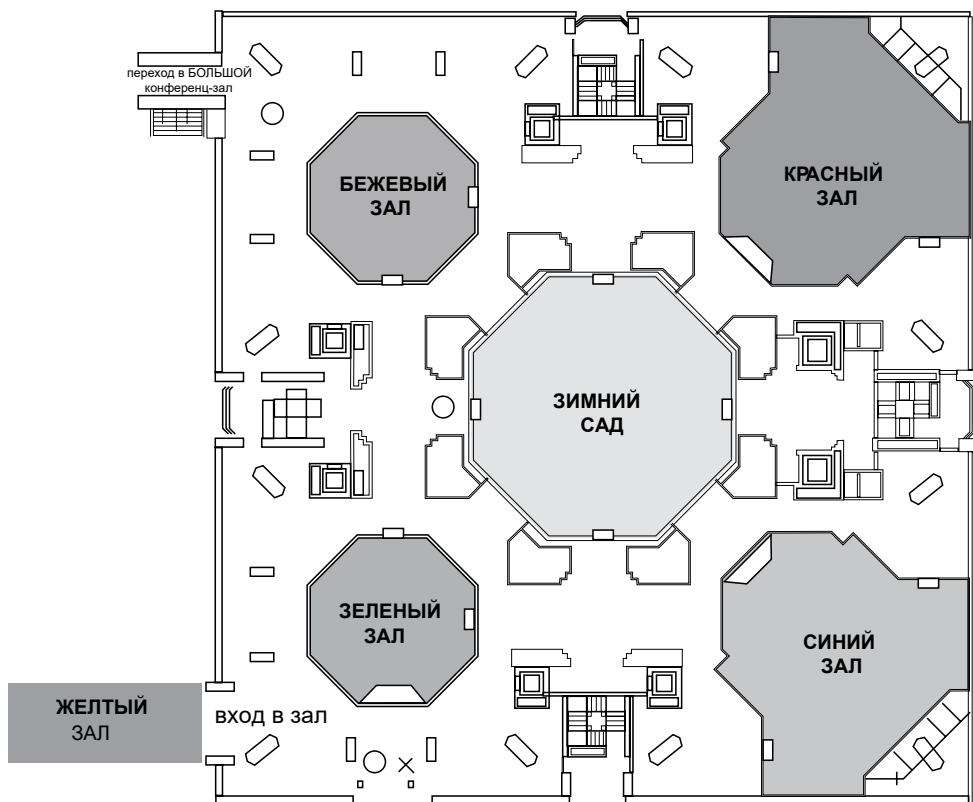 переход в БОЛЬШОЙ
конференц-зал
БЕЖЕВЫЙ
ЗАЛ
КРАСНЫЙ
ЗАЛ
ЗИМНИЙ
САД
ЗЕЛЕНЫЙ
ЗАЛ
СИНИЙ
ЗАЛ
ЖЕЛТЫЙ
ЗАЛ
вход в зал